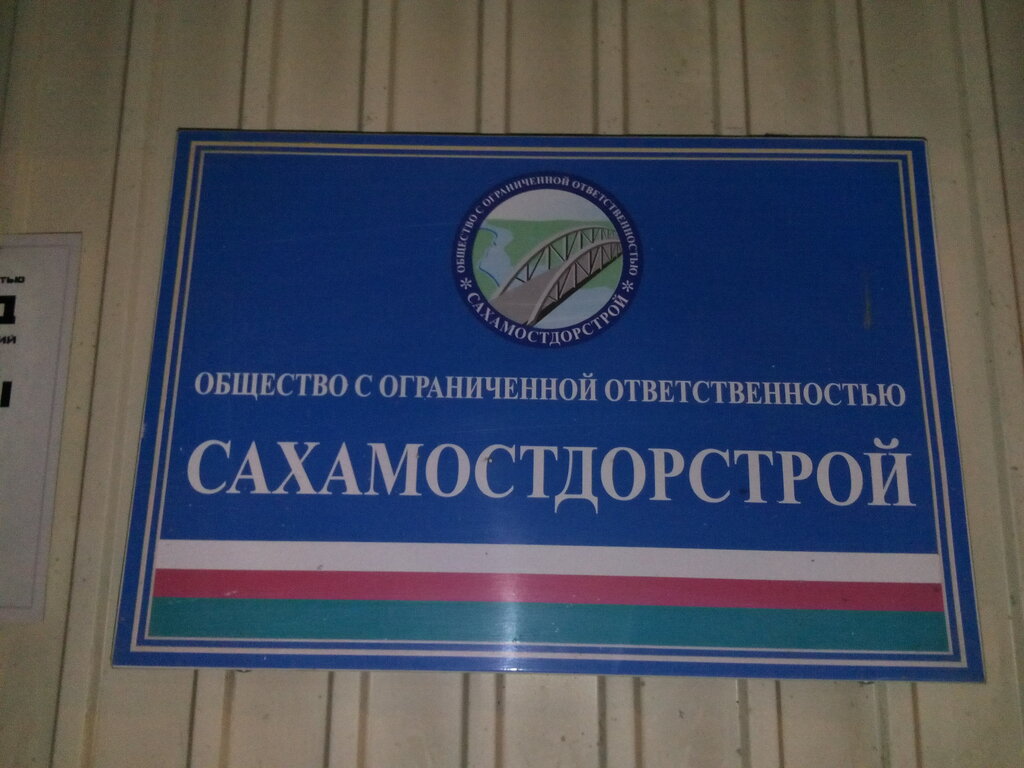 ОБЩЕСТВО С ОГРАНИЧЕННОЙ ОТВЕТСТВЕННОСТЬЮ
* САХАМОСТДОРСТРОЙ *
ОБЩЕСТВО С ОГРАНИЧЕННОЙ ОТВЕТСТВЕННОСТЬЮ
САХАМОСТДОРСТРОЙ